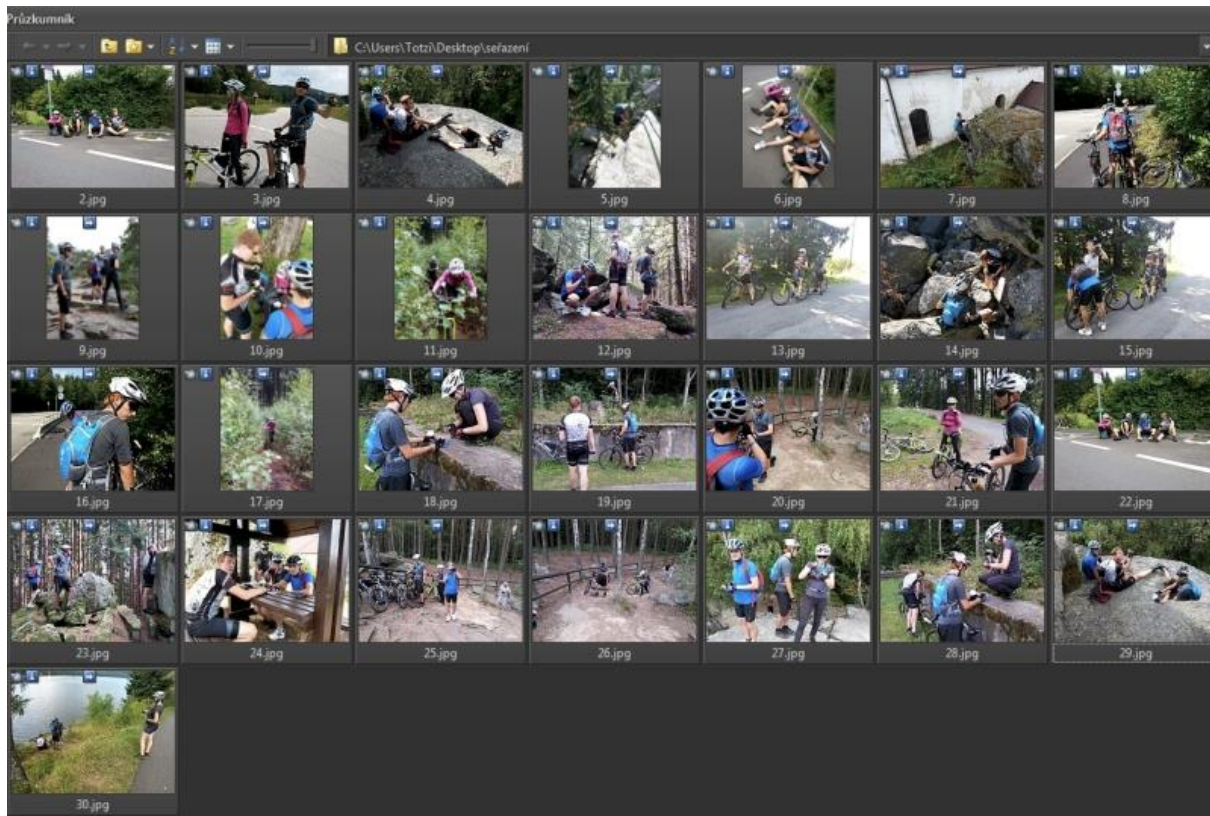 Průzkumník
C:\Users\Totzi\Desktop\seřazení
2.jpg 3.jpg 4.jpg 5.jpg 6.jpg 7.jpg 8.jpg
9.jpg 10.jpg 11.jpg 12.jpg 13.jpg 14.jpg 15.jpg
16.jpg 17.jpg 18.jpg 19.jpg 20.jpg 21.jpg 22.jpg
23.jpg 24.jpg 25.jpg 26.jpg 27.jpg 28.jpg 29.jpg
30.jpg